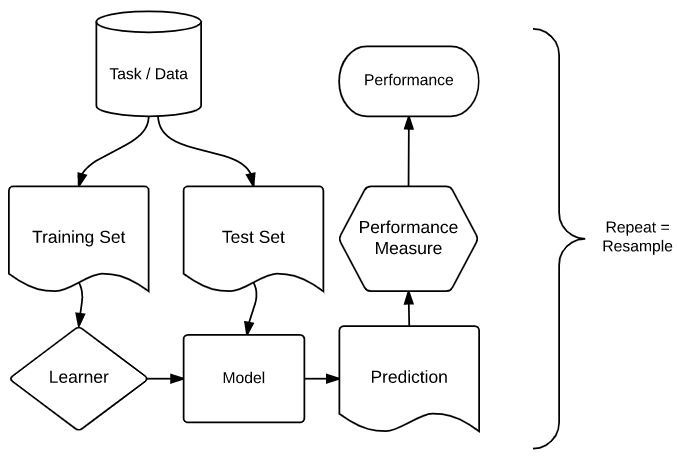 Task / Data
Performance
Training Set
Test Set
Performance
Measure
Repeat =
Resample
Learner
Model
Prediction